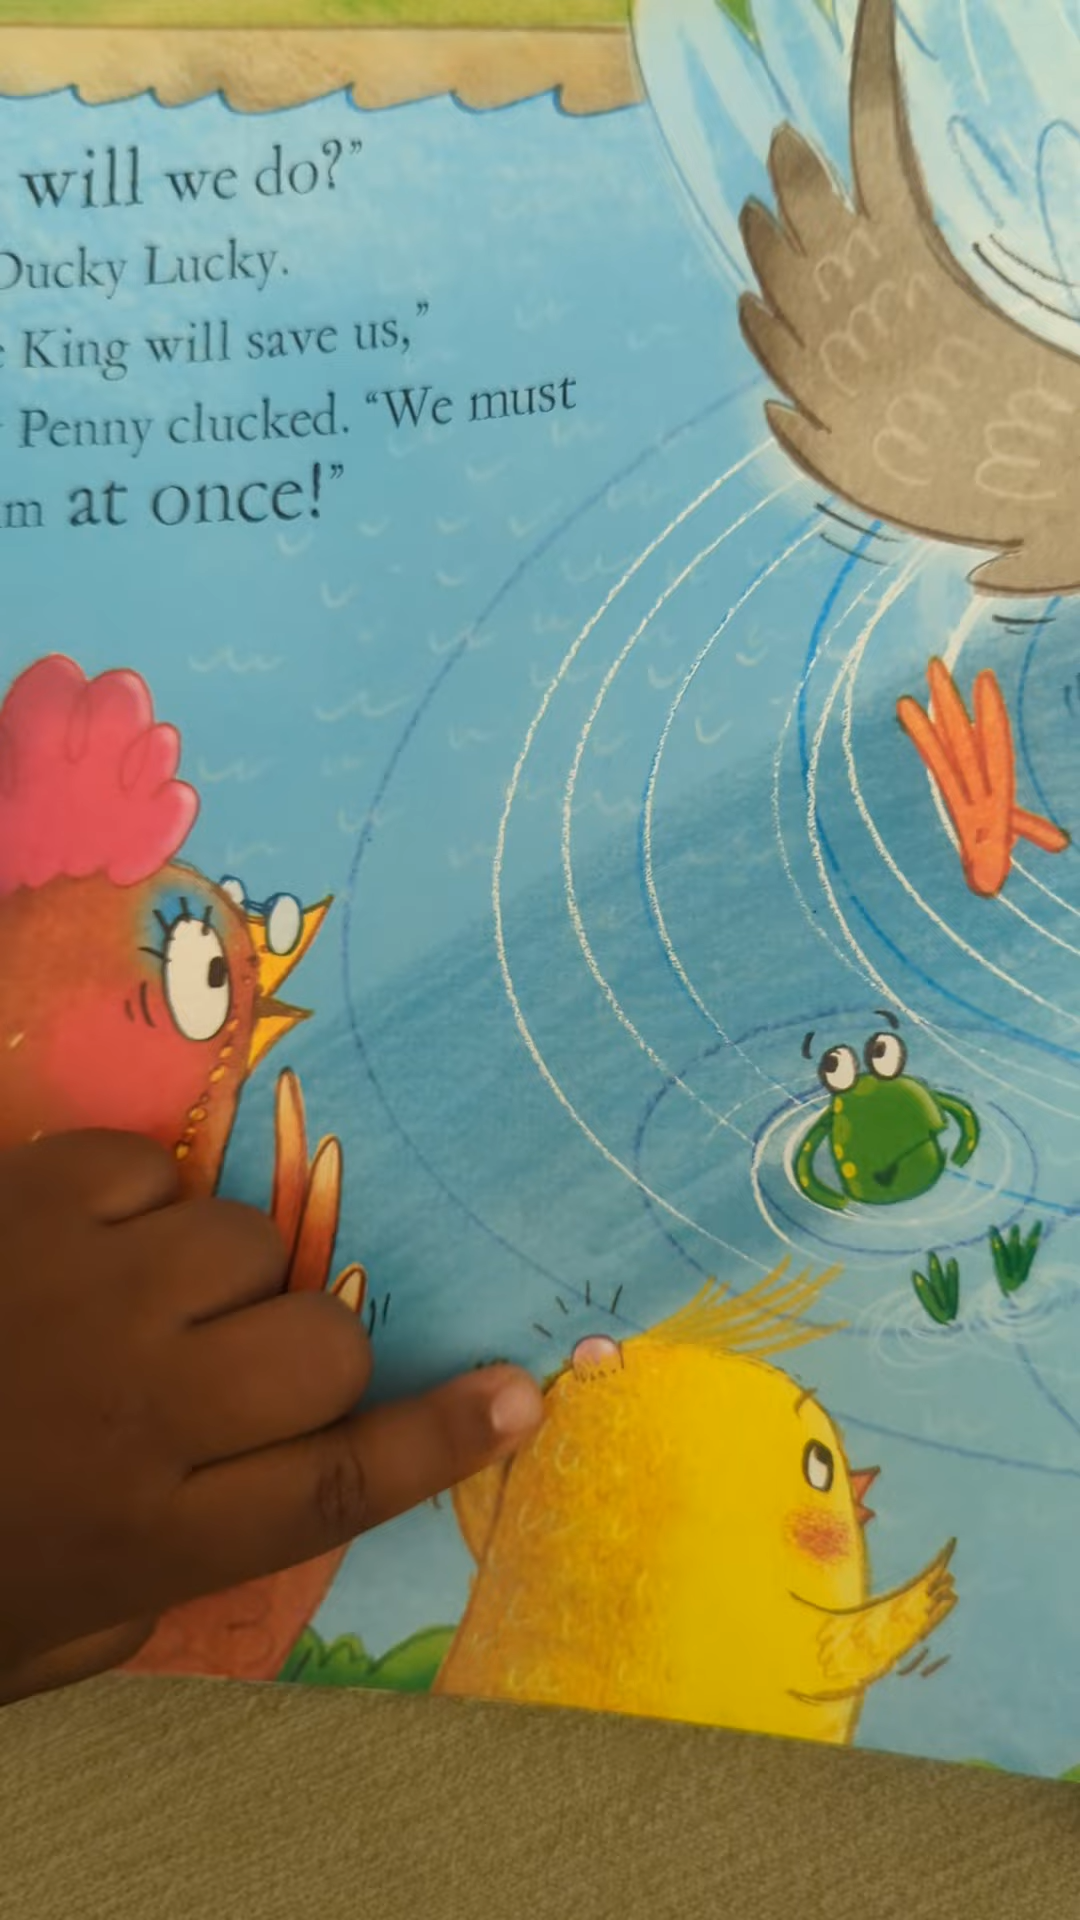 will we do?”
Ducky Lucky.
King will save us,”
Penny clucked. “We must
at once!”